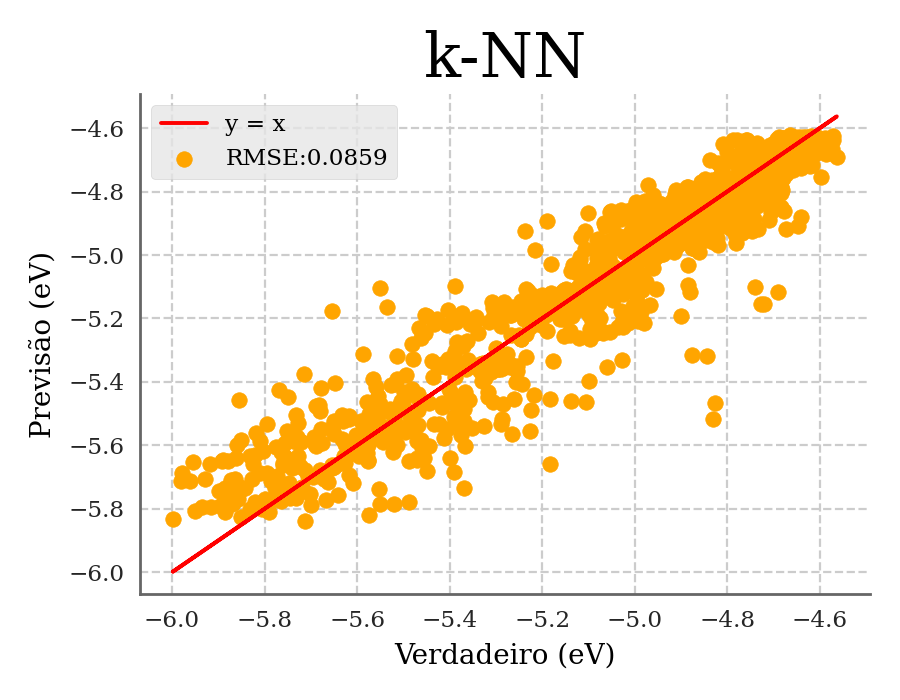 k-NN
y = x
RMSE:0.0859
Previsão (eV)
−4.6
−4.8
−5.0
−5.2
−5.4
−5.6
−5.8
−6.0
−6.0 −5.8 −5.6 −5.4 −5.2 −5.0 −4.8 −4.6
Verdadeiro (eV)